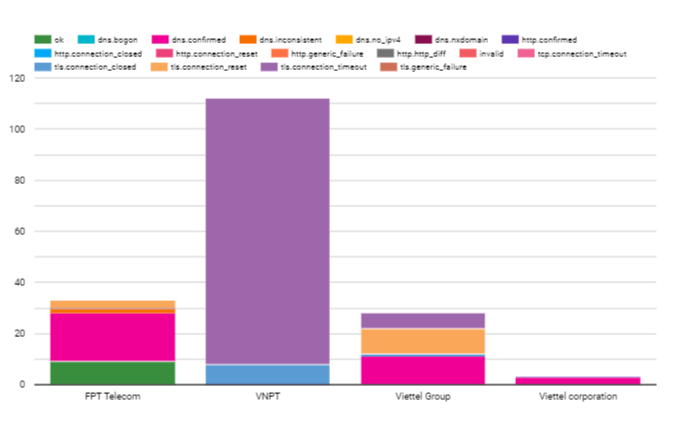 ok dns.bogon dns.confirmed dns.inconsistent dns.no_ipv4 dns.nxdomain http.confirmed
http.connection_closed http.connection_reset http.generic_failure http.http_diff invalid tcp.connection_timeout
tls.connection_closed tls.connection_reset tls.connection_timeout tls.generic_failure
120
100
80
60
40
20
0
FPT Telecom VNPT Viettel Group Viettel corporation